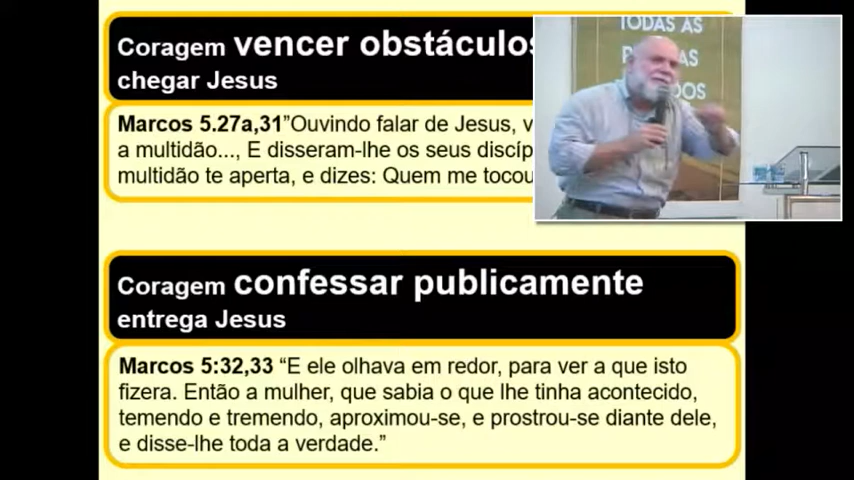 Coragem vencer obstáculos
chegar Jesus
Marcos 5.27a,31”Ouvindo falar de Jesus,
a multidão..., E disseram-lhe os seus
multidão te aperta, e dizes: Quem me tocou
TODAS AS
Coragem confessar publicamente
entrega Jesus
Marcos 5:32,33 “E ele olhava em redor, para ver a que isto
fizera. Então a mulher, que sabia o que lhe tinha acontecido,
temendo e tremendo, aproximou-se, e prostrou-se diante dele,
e disse-lhe toda a verdade.”